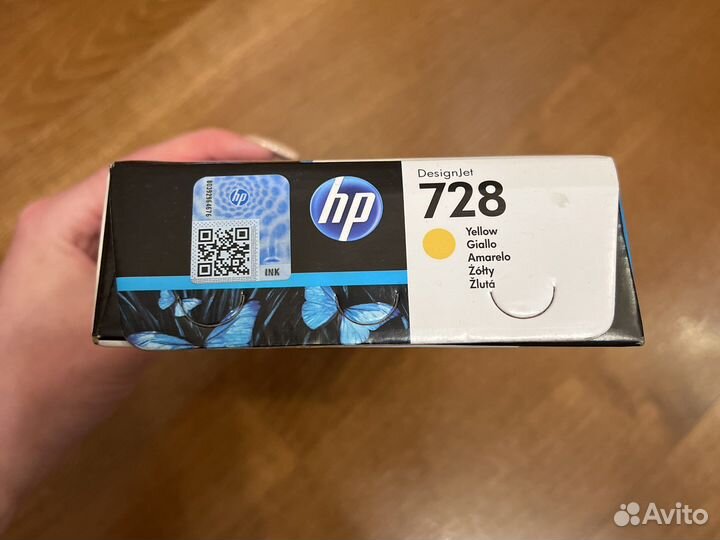 DesignJet
728
Yellow
Giallo
Amarelo
Żółty
Žlutá
hp
hp
INK
Avito